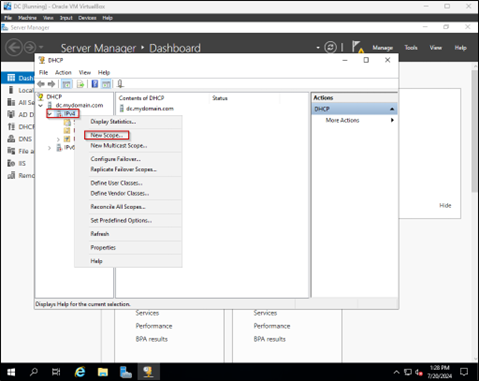 DC [Running] - Oracle VM VirtualBox
File Machine View Input Devices Help
Server Manager
Server Manager • Dashboard
Manage Tools View Help
DHCP
File Action View Help
DHCP
dc.mydomain.com
IPv4
IPv6
Contents of DHCP Status
dc.mydomain.com
Actions
DHCP
More Actions
Display Statistics...
New Scope...
New Multicast Scope...
Configure Failover...
Replicate Failover Scopes...
Define User Classes...
Define Vendor Classes...
Reconcile All Scopes...
Set Predefined Options...
Refresh
Properties
Help
Displays Help for the current selection.
Dash
Local
All Se
AD D
DHCP
DNS
File a
IIS
Remo
Hide
Services
Performance
BPA results
Services
Performance
BPA results
1:28 PM
7/20/2024